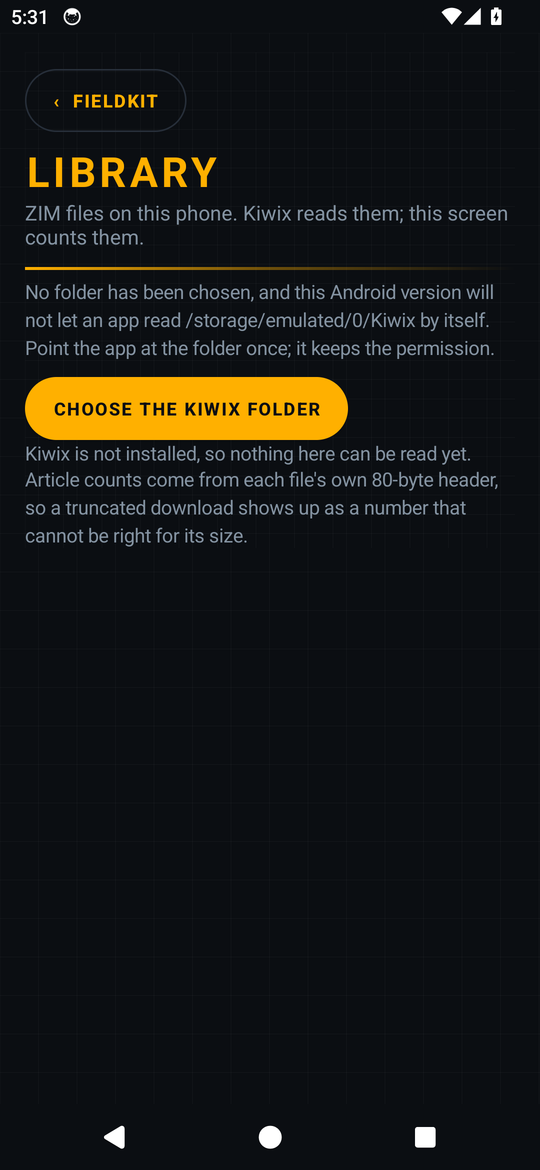 5:31
‹ FIELDKIT
LIBRARY
ZIM files on this phone. Kiwix reads them; this screen
counts them.
No folder has been chosen, and this Android version will
not let an app read /storage/emulated/0/Kiwix by itself.
Point the app at the folder once; it keeps the permission.
CHOOSE THE KIWIX FOLDER
Kiwix is not installed, so nothing here can be read yet.
Article counts come from each file's own 80-byte header,
so a truncated download shows up as a number that
cannot be right for its size.